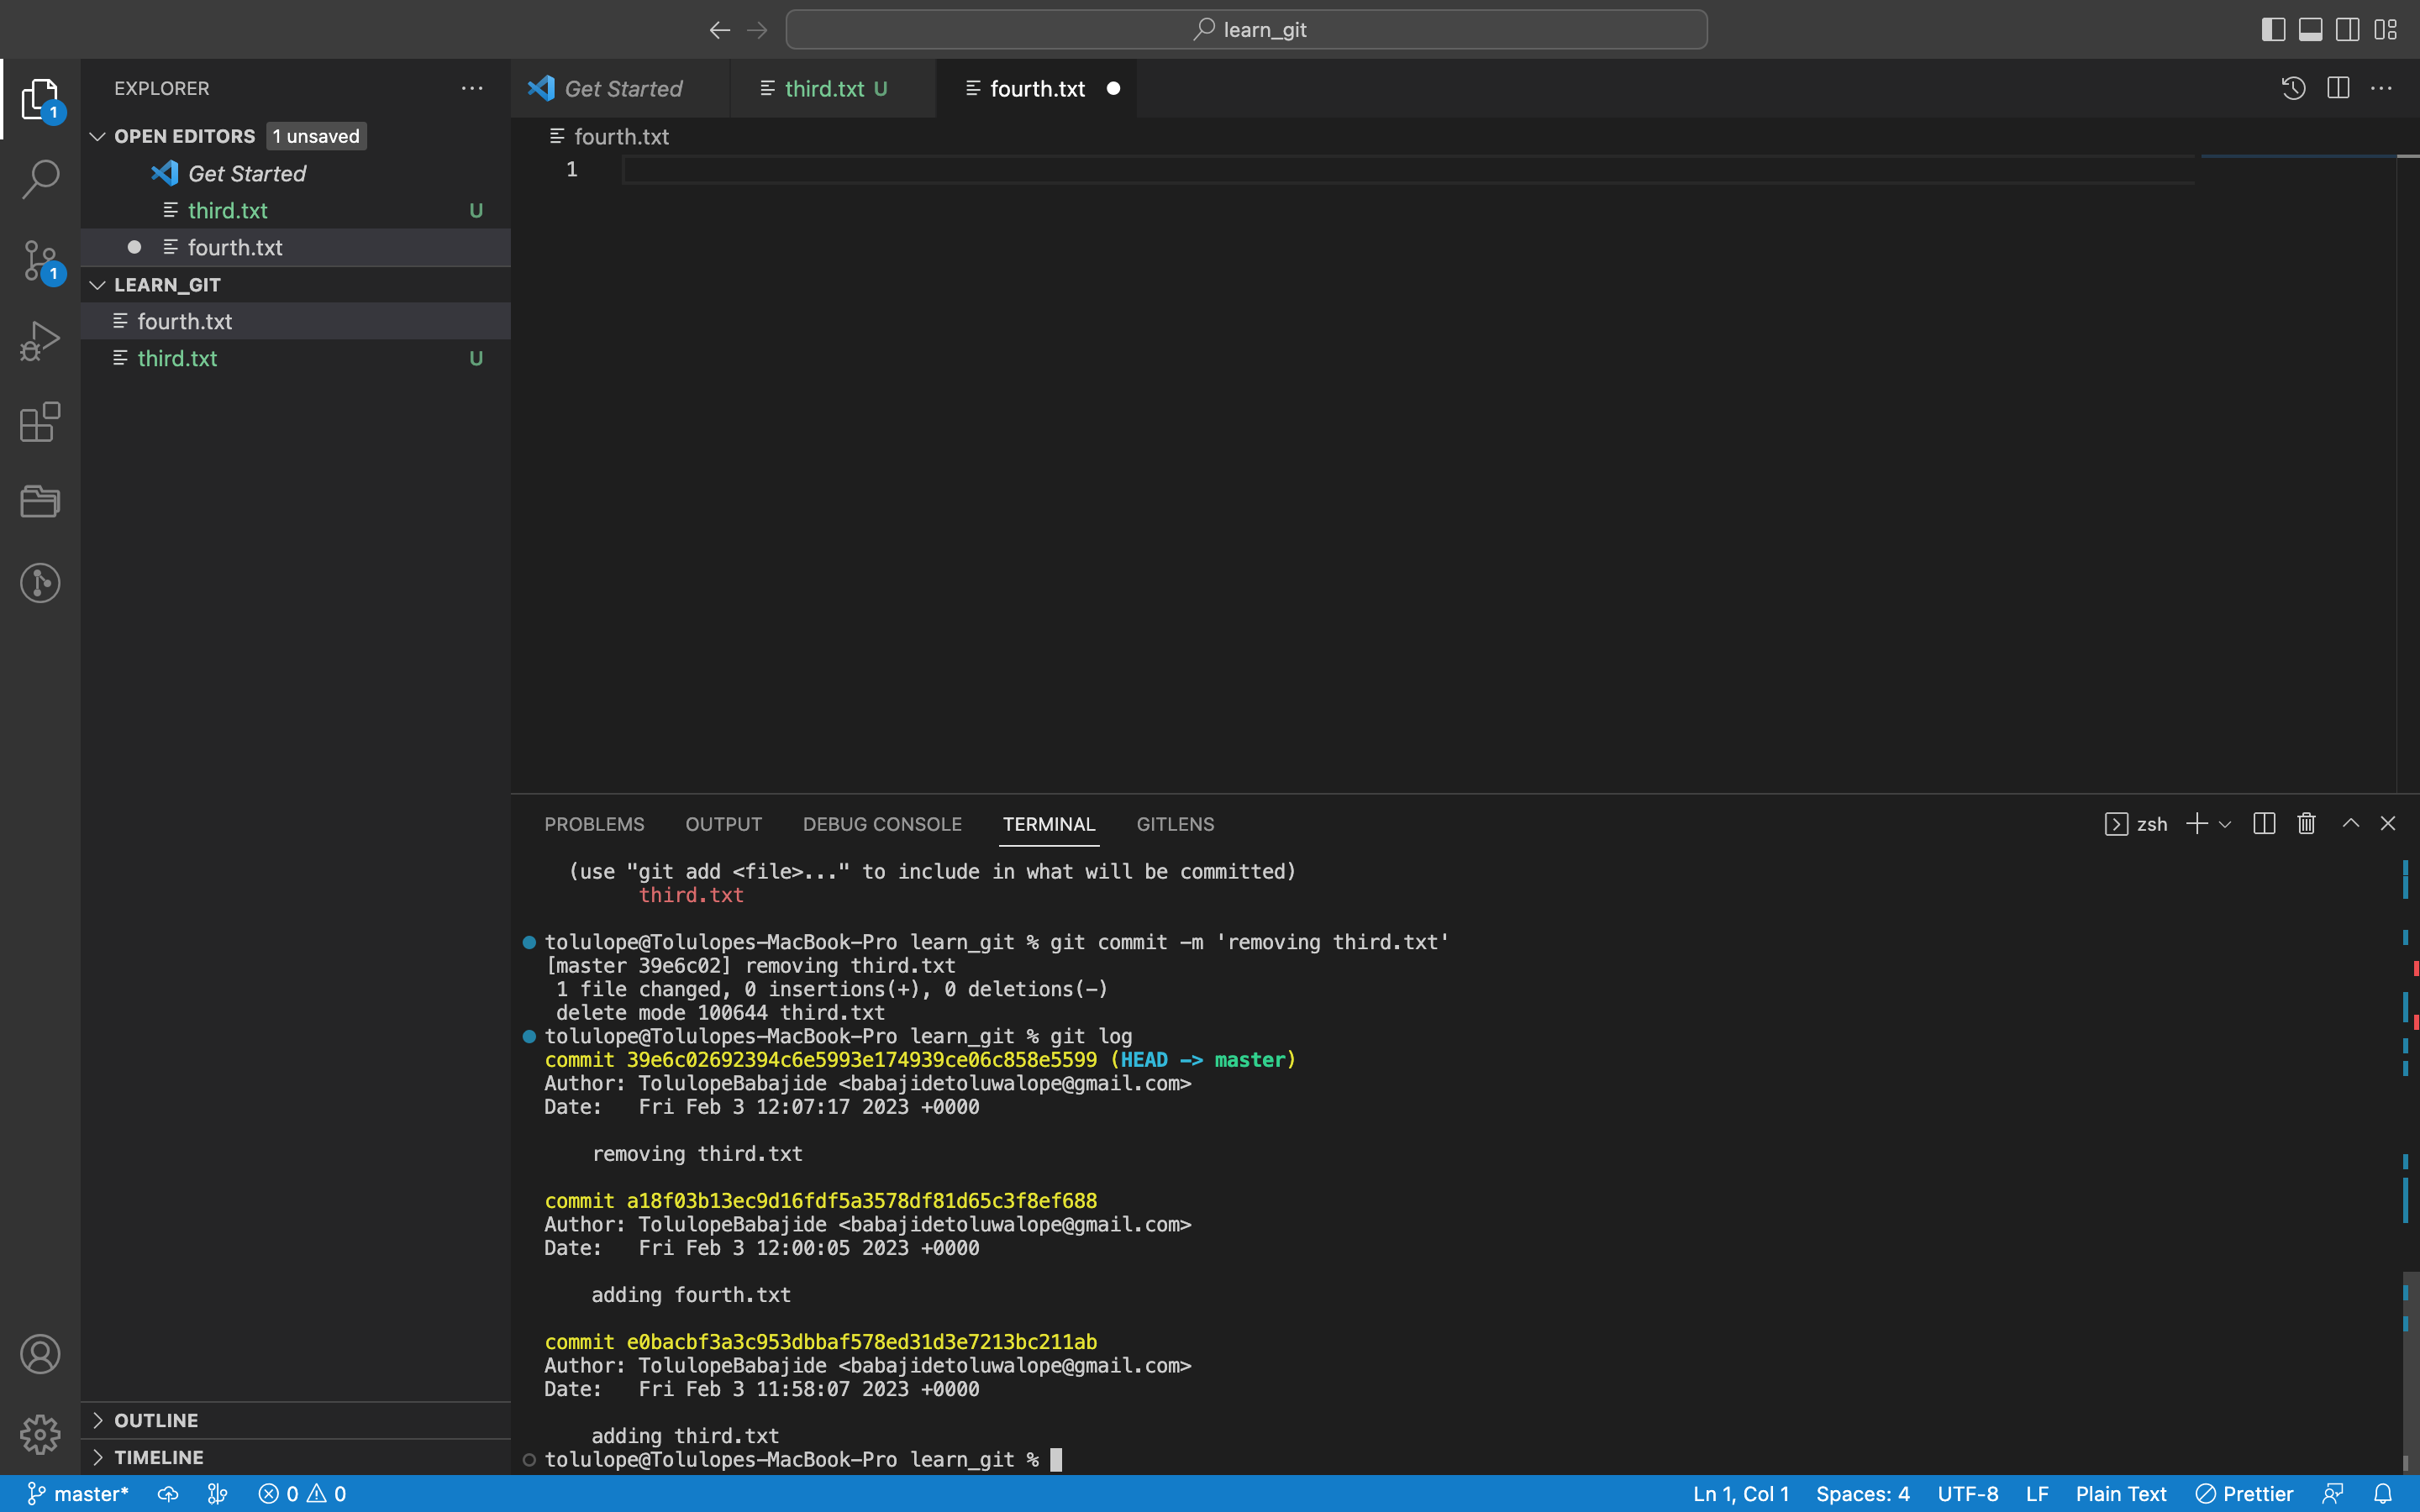 learn_git
EXPLORER
1
OPEN EDITORS 1 unsaved
Get Started
third.txt U
fourth.txt
1
LEARN_GIT
fourth.txt
third.txt U
OUTLINE
TIMELINE
Get Started third.txt U fourth.txt
fourth.txt
1
PROBLEMS OUTPUT DEBUG CONSOLE TERMINAL GITLENS zsh
(use "git add <file>..." to include in what will be committed)
third.txt
tolulope@Tolulopes-MacBook-Pro learn_git % git commit -m 'removing third.txt'
[master 39e6c02] removing third.txt
1 file changed, 0 insertions(+), 0 deletions(-)
delete mode 100644 third.txt
tolulope@Tolulopes-MacBook-Pro learn_git % git log
commit 39e6c02692394c6e5993e174939ce06c858e5599 (HEAD -> master)
Author: TolulopeBabajide <babajidetoluwalope@gmail.com>
Date: Fri Feb 3 12:07:17 2023 +0000
removing third.txt
commit a18f03b13ec9d16fdf5a3578df81d65c3f8ef688
Author: TolulopeBabajide <babajidetoluwalope@gmail.com>
Date: Fri Feb 3 12:00:05 2023 +0000
adding fourth.txt
commit e0bacbf3a3c953dbbaf578ed31d3e7213bc211ab
Author: TolulopeBabajide <babajidetoluwalope@gmail.com>
Date: Fri Feb 3 11:58:07 2023 +0000
adding third.txt
tolulope@Tolulopes-MacBook-Pro learn_git %
master* 0 0 Ln 1, Col 1 Spaces: 4 UTF-8 LF Plain Text Prettier